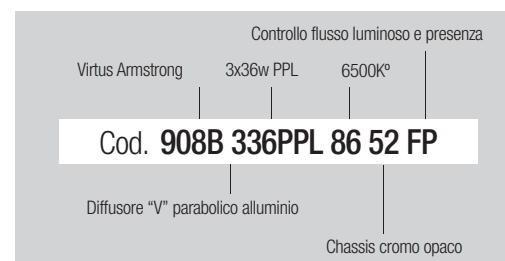 Controllo flusso luminoso e presenza
Virtus Armstrong 3x36w PPL 6500Kº
Cod. 908B 336PPL 86 52 FP
Diffusore “V” parabolico alluminio
Chassis cromo opaco